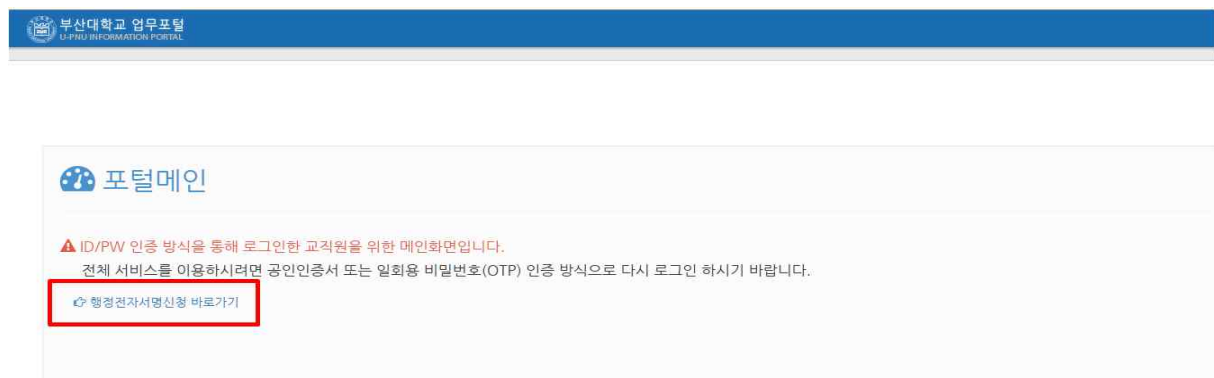 부산대학교 업무포털
U-PNU INFORMATION PORTAL
포털메인
ID/PW 인증 방식을 통해 로그인한 교직원을 위한 메인화면입니다.
전체 서비스를 이용하시려면 공인인증서 또는 일회용 비밀번호(OTP) 인증 방식으로 다시 로그인 하시기 바랍니다.
행정전자서명신청 바로가기